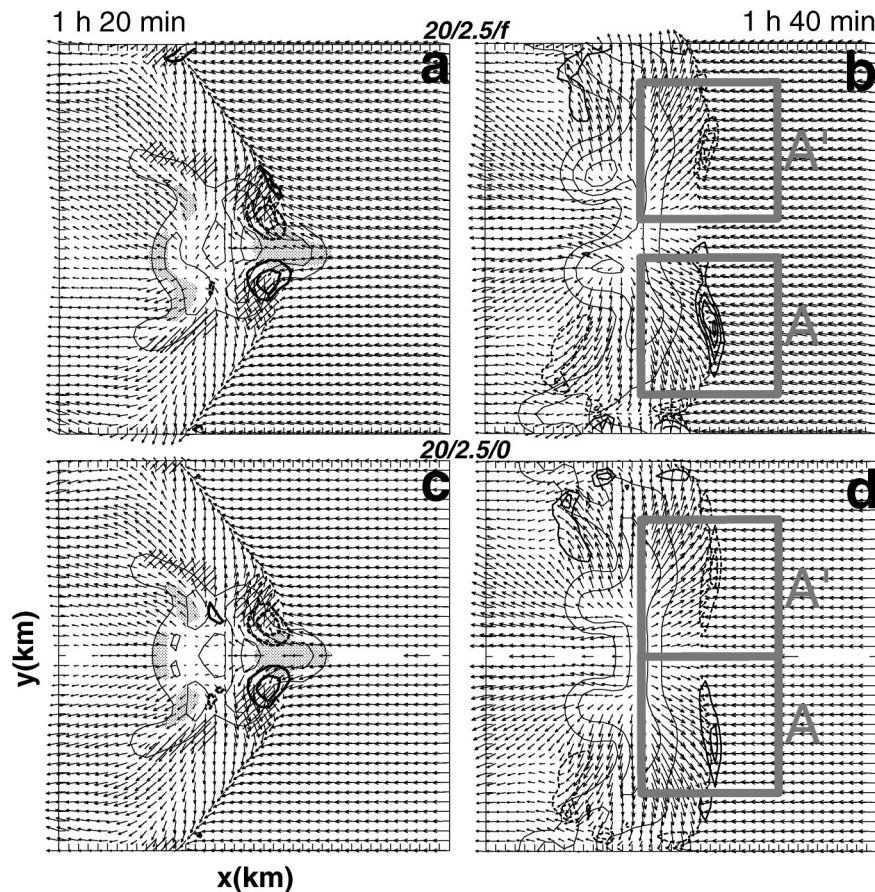 1 h 20 min
20/2.5/f
1 h 40 min
a
b
A'
A
20/2.5/0
c
d
A'
A
y(km)
x(km)